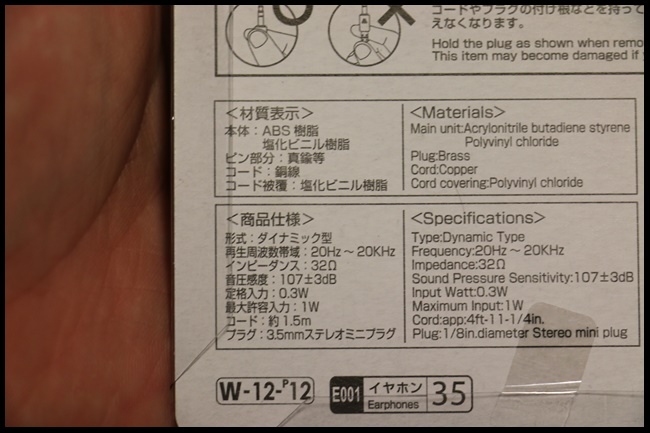 コードやプラグの付け根などを持って
えなくなります。
Hold the plug as shown when remo
This item may become damaged if
<材質表示>
本体:ABS 樹脂
塩化ビニル樹脂
ピン部分:真鍮等
コード:銅線
コード被覆:塩化ビニル樹脂
<Materials>
Main unit:Acrylonitrile butadiene styrene
Polyvinyl chloride
Plug:Brass
Cord:Copper
Cord covering:Polyvinyl chloride
<商品仕様>
形式:ダイナミック型
再生周波数帯域:20Hz~20KHz
インピーダンス:32Ω
音圧感度:107±3dB
定格入力:0.3W
最大許容入力:1W
コード:約1.5m
プラグ:3.5mmステレオミニプラグ
<Specifications>
Type:Dynamic Type
Frequency:20Hz~20KHz
Impedance:32Ω
Sound Pressure Sensitivity:107±3dB
Input Watt:0.3W
Maximum Input:1W
Cord:app:4ft-11-1/4in.
Plug:1/8in.diameter Stereo mini plug
W-12-P12
E001 イヤホン Earphones 35